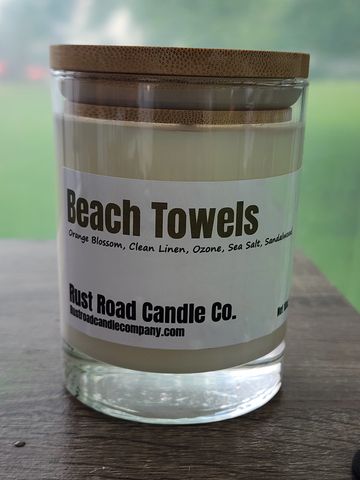 Beach Towels
Orange Blossom, Clean Linen, Ozone, Sea Salt, Sandalwood
Rust Road Candle Co.
Rustroadcandlecompany.com